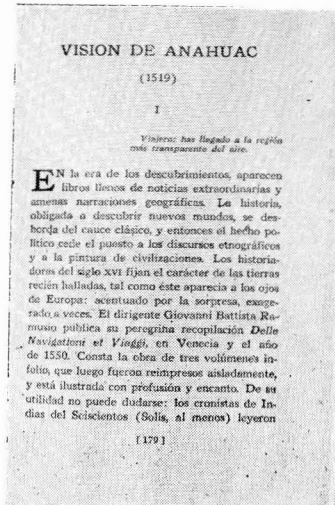 VISION DE ANAHUAC
(1519)
I
Viajero: has llegado a la región
más transparente del aire.
EN la era de los descubrimientos, aparecen
libros llenos de noticias extraordinarias y
amenas narraciones geográficas. La historia,
obligada a descubrir nuevos mundos, se des-
borda del cauce clásico, y entonces el hecho po-
lítico cede el puesto a los discursos etnográficos
y a la pintura de civilizaciones. Los historia-
dores del siglo XVI fijan el carácter de las tierras
recién halladas, tal como éste aparecía a los ojos
de Europa: acentuado por la sorpresa, exage-
rado a veces. El dirigente Giovanni Battista Ra-
musio publica su peregrina recopilación Delle
Navigationi et Viaggi, en Venecia y el año
de 1550. Consta la obra de tres volúmenes in-
folio, que luego fueron reimpresos aisladamente,
y está ilustrada con profusión y encanto. De su
utilidad no puede dudarse: los cronistas de In-
dias del Seiscientos (Solís, al menos) leyeron
[179]